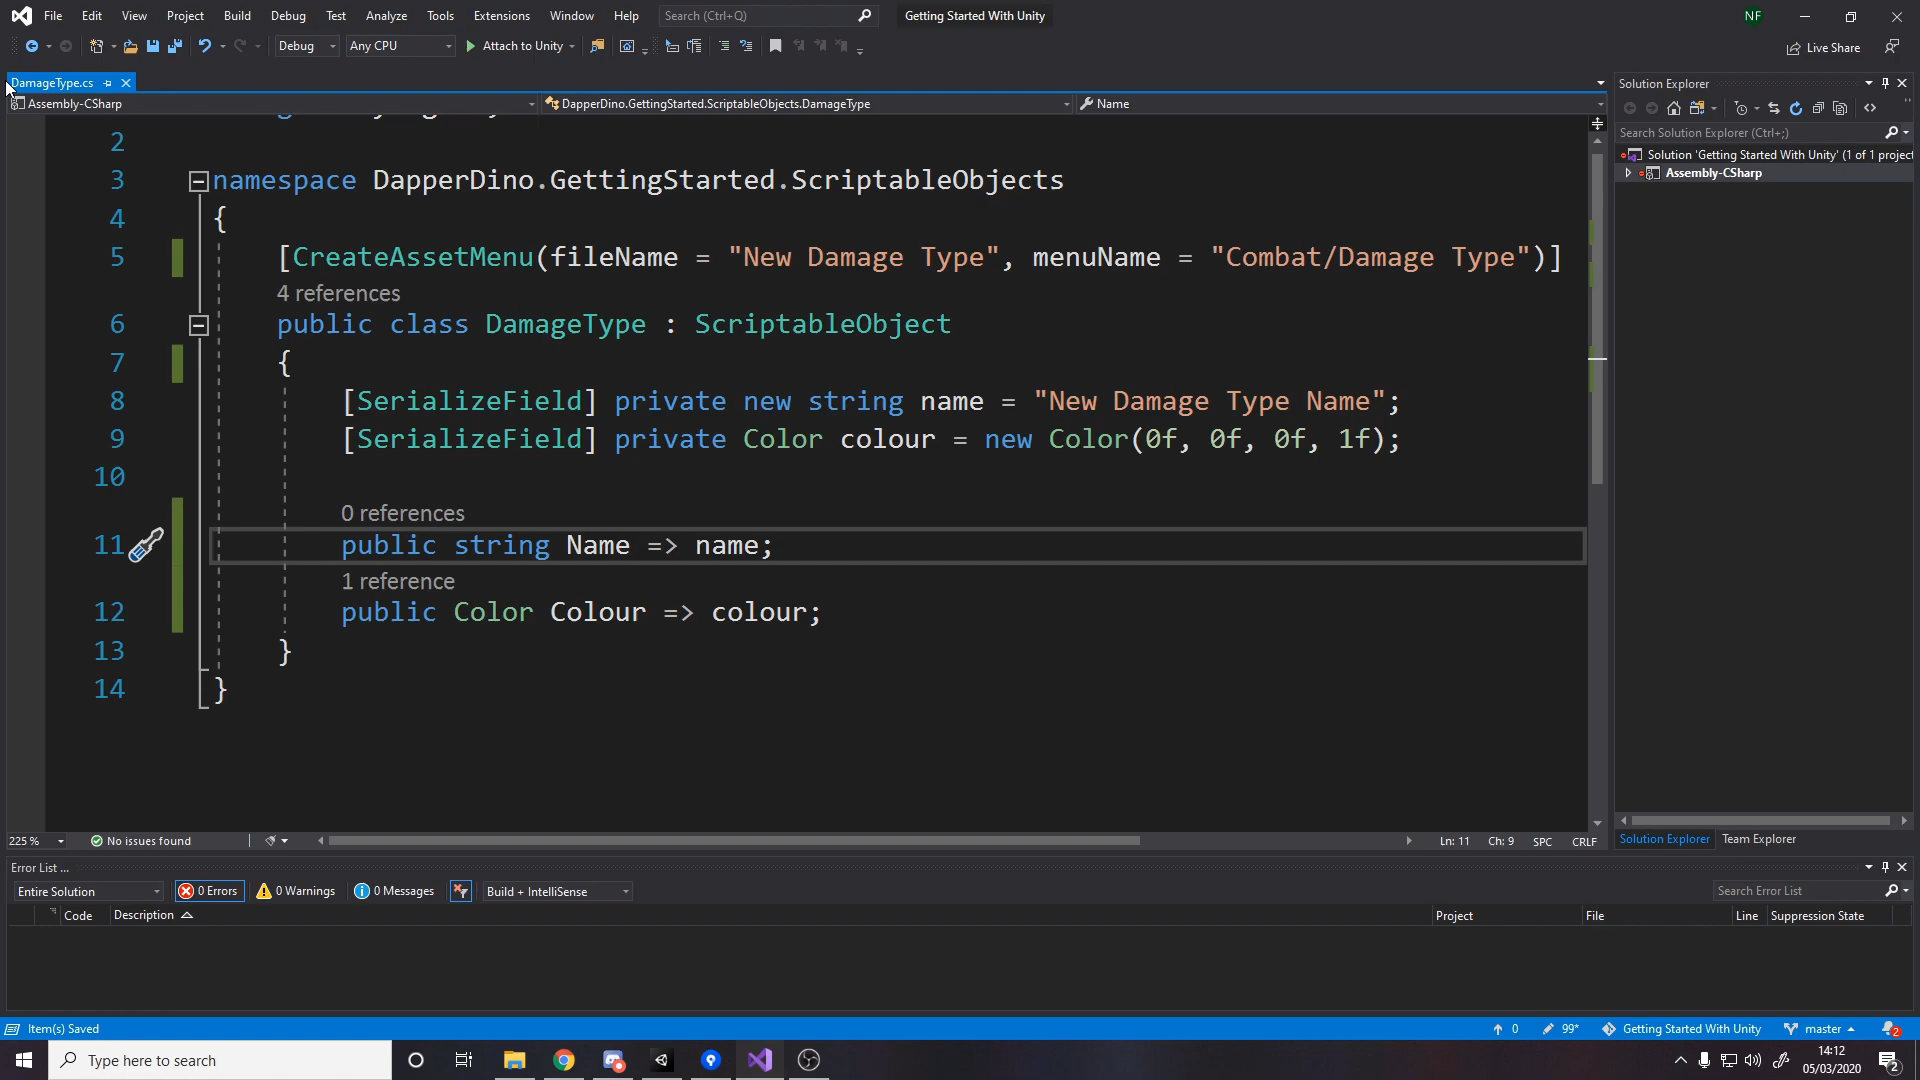 File Edit View Project Build Debug Test Analyze Tools Extensions Window Help Search (Ctrl+Q) Getting Started With Unity NF
Debug Any CPU Attach to Unity Live Share
DamageType.cs
Assembly-CSharp DapperDino.GettingStarted.ScriptableObjects.DamageType Name
2
3 namespace DapperDino.GettingStarted.ScriptableObjects
4 {
5 [CreateAssetMenu(fileName = "New Damage Type", menuName = "Combat/Damage Type")]
4 references
6 public class DamageType : ScriptableObject
7 {
8 [SerializeField] private new string name = "New Damage Type Name";
9 [SerializeField] private Color colour = new Color(0f, 0f, 0f, 1f);
10
0 references
11 public string Name => name;
1 reference
12 public Color Colour => colour;
13 }
14 }
225 % No issues found Ln: 11 Ch: 9 SPC CRLF
Solution Explorer
Search Solution Explorer (Ctrl+;)
Solution 'Getting Started With Unity' (1 of 1 project
Assembly-CSharp
Solution Explorer Team Explorer
Error List ...
Entire Solution 0 Errors 0 Warnings 0 Messages Build + IntelliSense Search Error List
Code Description Project File Line Suppression State
Item(s) Saved 0 99* Getting Started With Unity master 2
Type here to search 14:12
05/03/2020 2